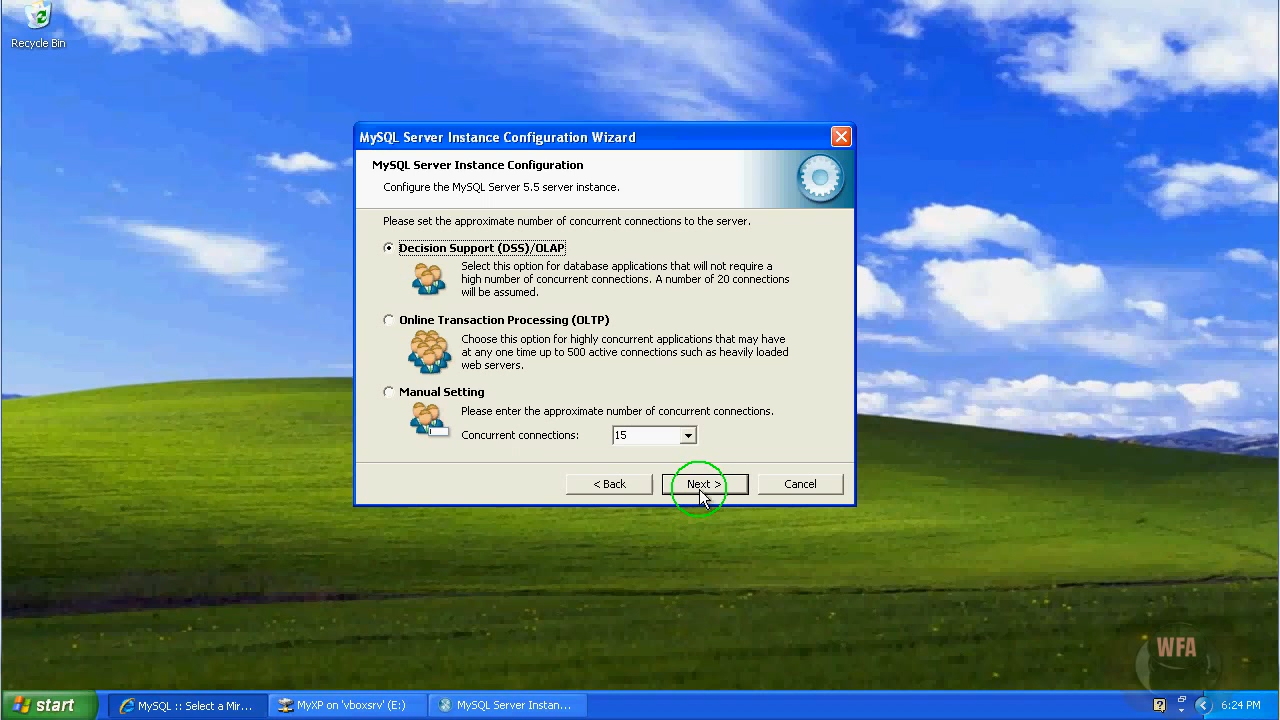 Recycle Bin
MySQL Server Instance Configuration Wizard
MySQL Server Instance Configuration
Configure the MySQL Server 5.5 server instance.
Please set the approximate number of concurrent connections to the server.
Decision Support (DSS)/OLAP
Select this option for database applications that will not require a
high number of concurrent connections. A number of 20 connections
will be assumed.
Online Transaction Processing (OLTP)
Choose this option for highly concurrent applications that may have
at any one time up to 500 active connections such as heavily loaded
web servers.
Manual Setting
Please enter the approximate number of concurrent connections.
Concurrent connections: 15
< Back Next > Cancel
WFA
start MySQL :: Select a Mir... MyXP on 'vboxsrv' (E:) MySQL Server Instan... 6:24 PM